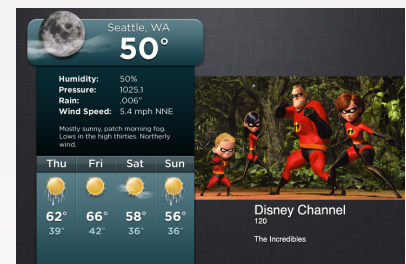 Seattle, WA
50°
Humidity: 50%
Pressure: 1025.1
Rain: .006"
Wind Speed: 5.4 mph NNE
Mostly sunny, patch morning fog.
Lows in the high thirties. Northerly
wind.
Thu Fri Sat Sun
62° 66° 58° 56°
39° 42° 36° 36°
Disney Channel
120
The Incredibles